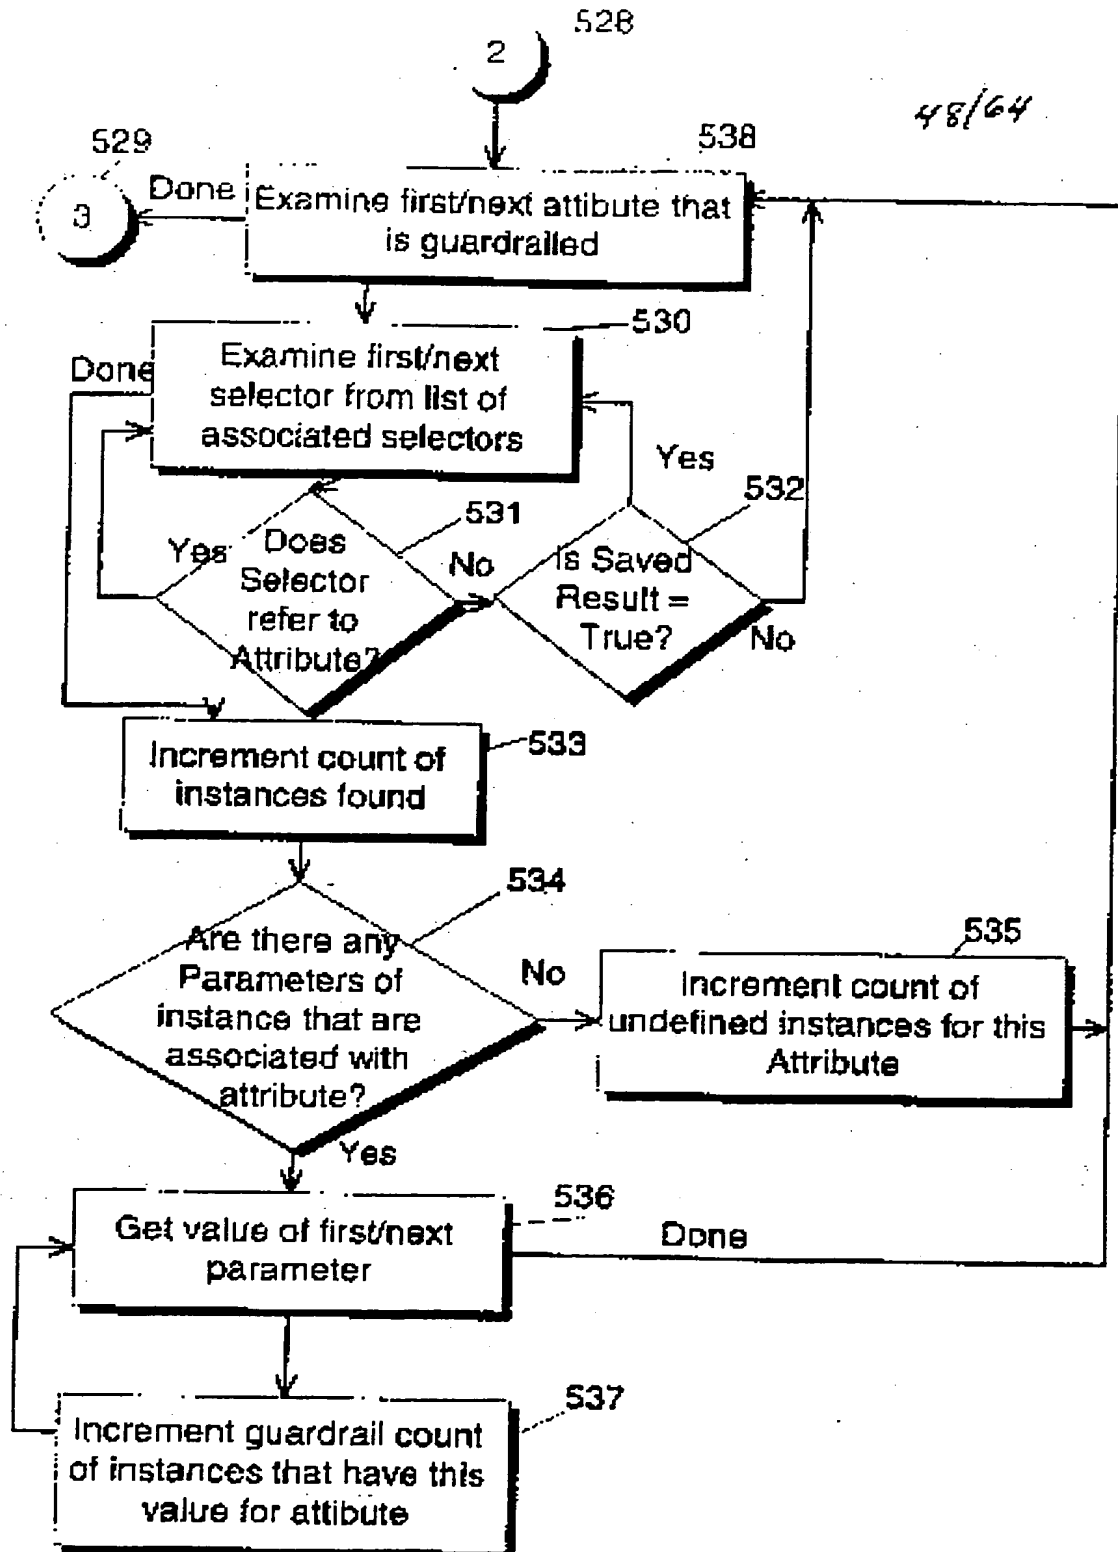 528
2
48/64
529
538
3
Done
Examine first/next attibute that
is guardralled
530
Done
Examine first/next
selector from list of
associated selectors
Yes
532
531
Yes
Does
Selector
refer to
Attribute?
No
Is Saved
Result =
True?
No
533
Increment count of
instances found
534
Are there any
Parameters of
instance that are
associated with
attribute?
No
535
Increment count of
undefined instances for this
Attribute
Yes
536
Get value of first/next
parameter
Done
537
Increment guardrail count
of instances that have this
value for attibute